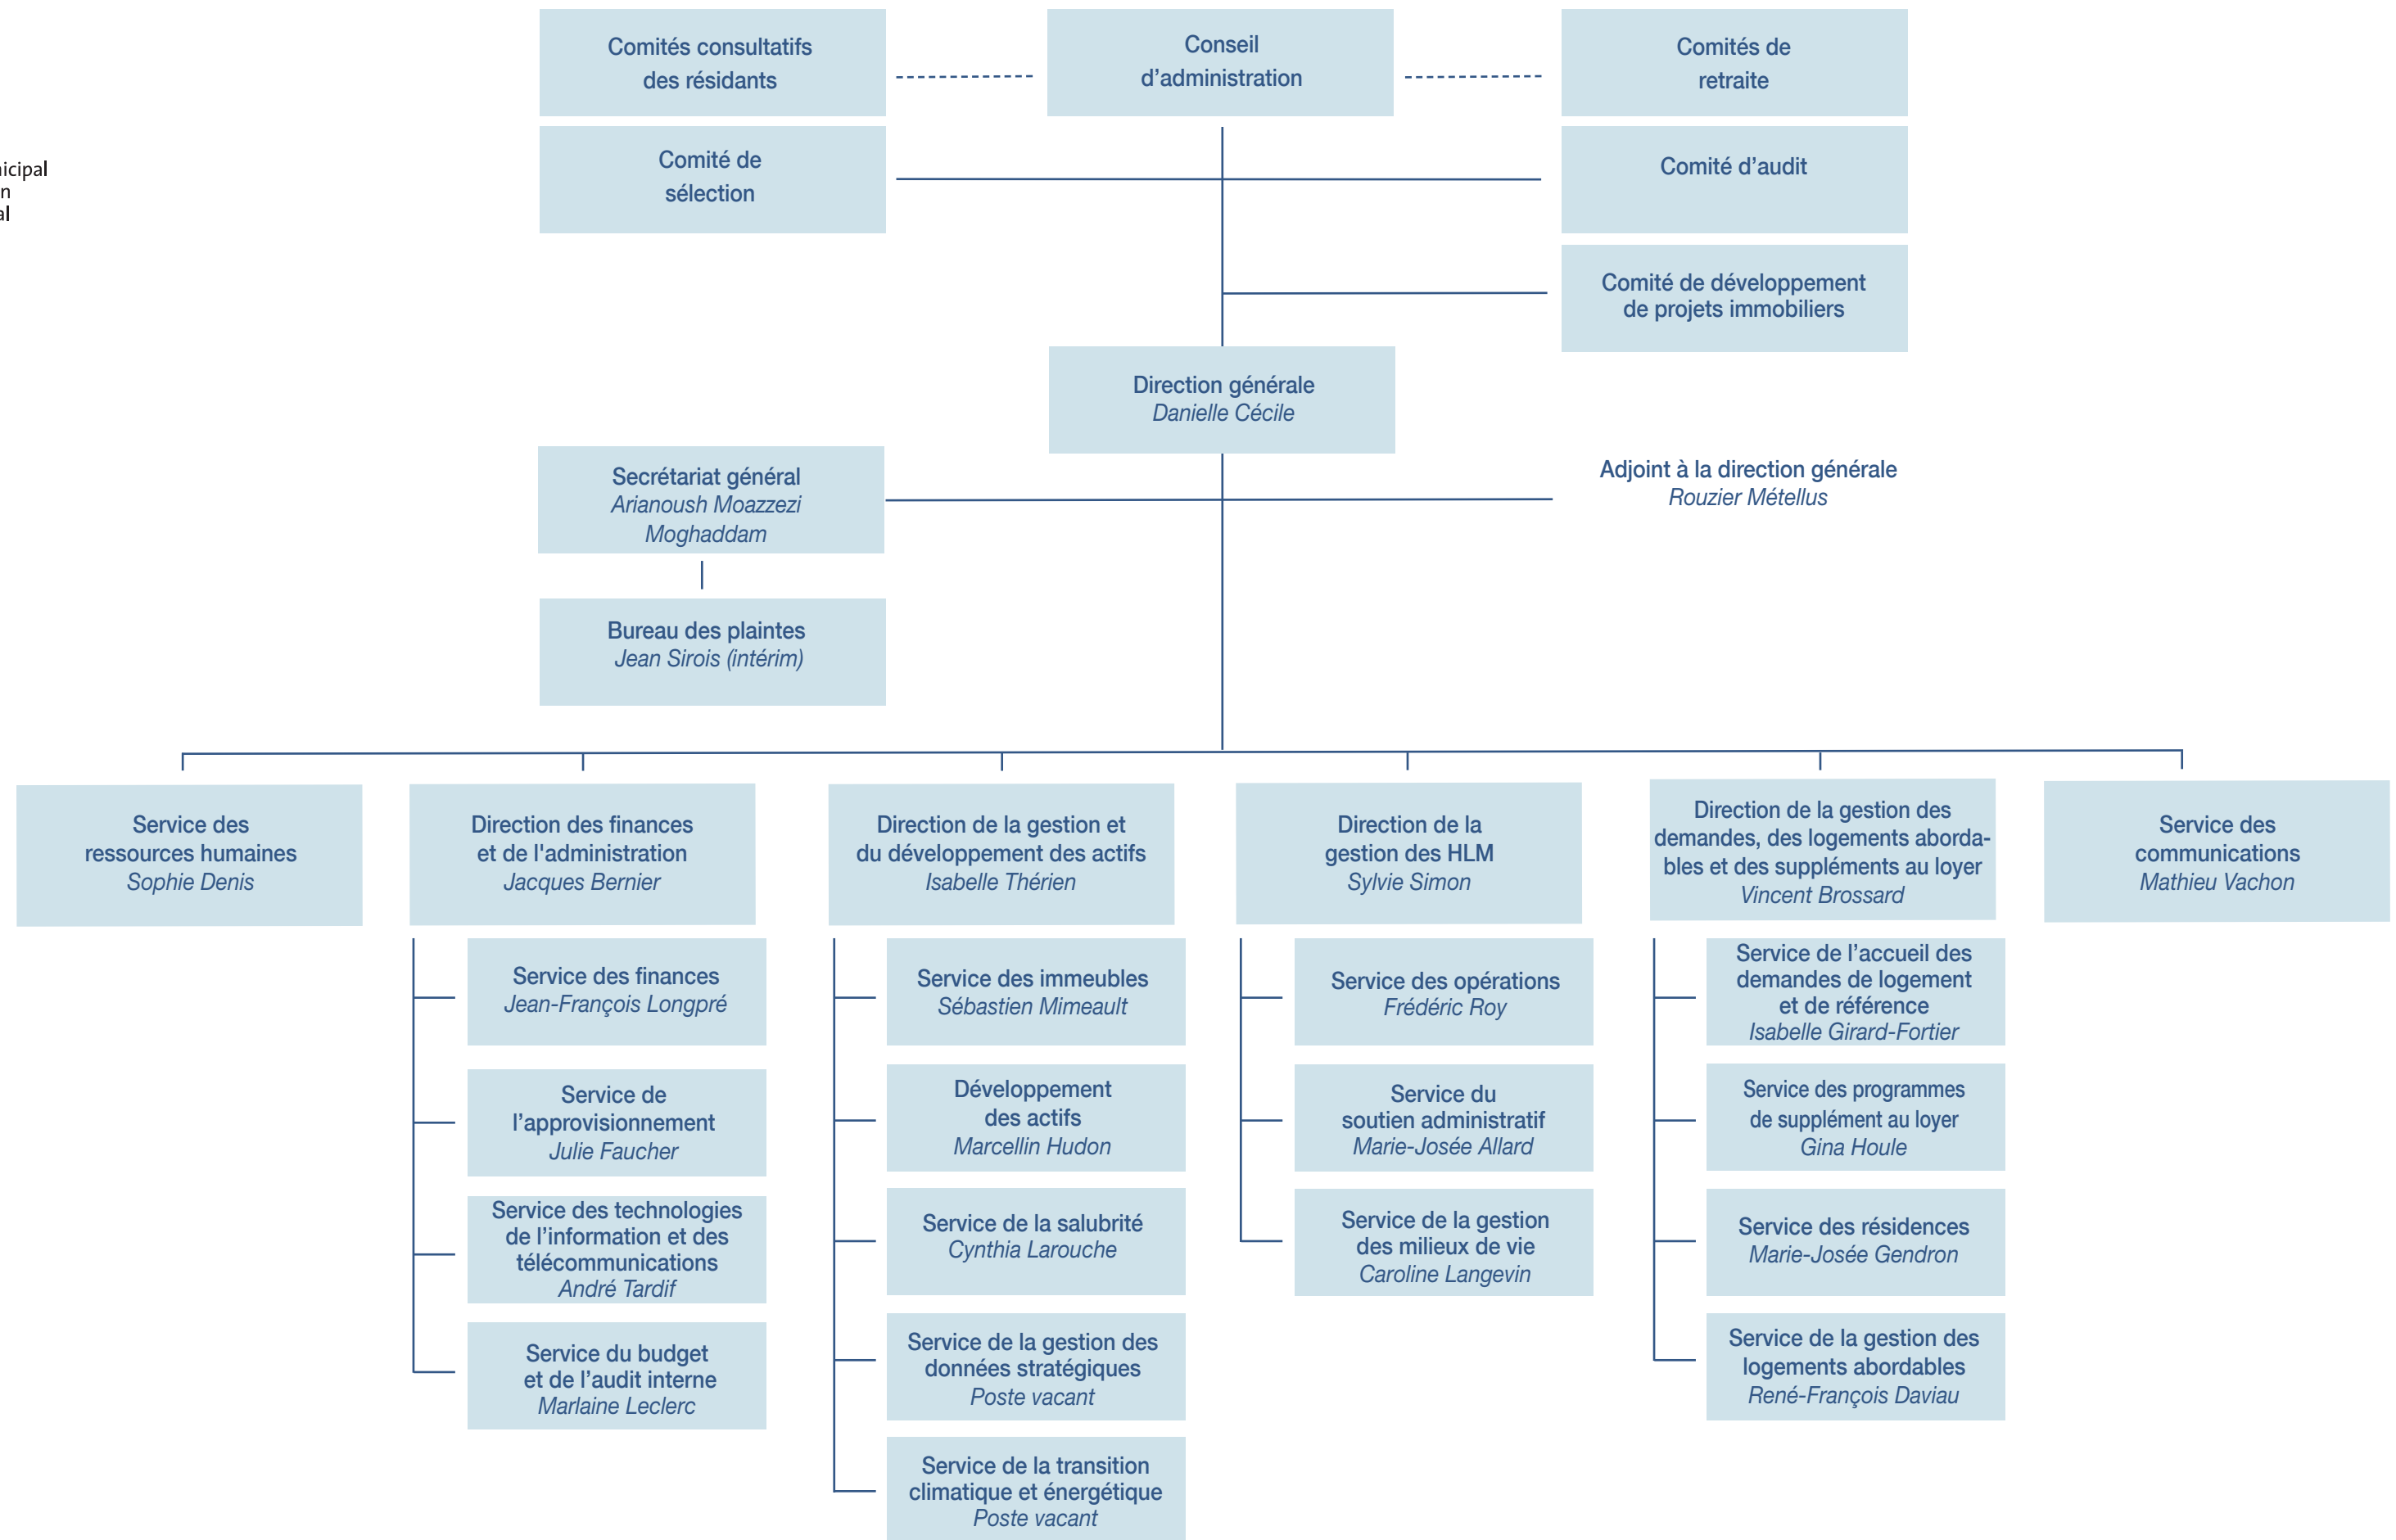 Comités consultatifs
des résidants
Conseil
d'administration
Comités de
retraite
icipal
n
al
Comité de
sélection
Comité d'audit
Comité de développement
de projets immobiliers
Direction générale
Danielle Cécile
Secrétariat général
Arianoush Moazzezi
Moghaddam
Adjoint à la direction générale
Rouzier Métellus
Bureau des plaintes
Jean Sirois (intérim)
Service des
ressources humaines
Sophie Denis
Direction des finances
et de l'administration
Jacques Bernier
Direction de la gestion et
du développement des actifs
Isabelle Thérien
Direction de la
gestion des HLM
Sylvie Simon
Direction de la gestion des
demandes, des logements aborda-
bles et des suppléments au loyer
Vincent Brossard
Service des
communications
Mathieu Vachon
Service des finances
Jean-François Longpré
Service de
l'approvisionnement
Julie Faucher
Service des technologies
de l'information et des
télécommunications
André Tardif
Service du budget
et de l'audit interne
Marlaine Leclerc
Service des immeubles
Sébastien Mimeault
Développement
des actifs
Marcellin Hudon
Service de la salubrité
Cynthia Larouche
Service de la gestion des
données stratégiques
Poste vacant
Service de la transition
climatique et énergétique
Poste vacant
Service des opérations
Frédéric Roy
Service du
soutien administratif
Marie-Josée Allard
Service de la gestion
des milieux de vie
Caroline Langevin
Service de l'accueil des
demandes de logement
et de référence
Isabelle Girard-Fortier
Service des programmes
de supplément au loyer
Gina Houle
Service des résidences
Marie-Josée Gendron
Service de la gestion des
logements abordables
René-François Daviau